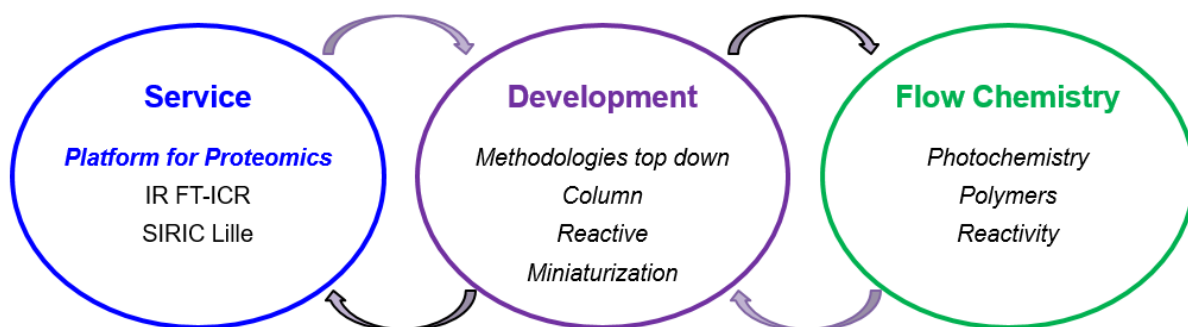 Service
Platform for Proteomics
IR FT-ICR
SIRIC Lille
Development
Methodologies top down
Column
Reactive
Miniaturization
Flow Chemistry
Photochemistry
Polymers
Reactivity